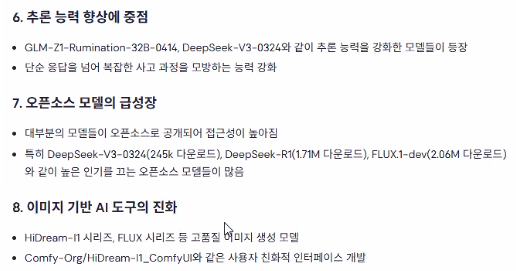 6. 추론 능력 향상에 중점
• GLM-Z1-Rumination-32B-0414, DeepSeek-V3-0324와 같이 추론 능력을 강화한 모델들이 등장
• 단순 응답을 넘어 복잡한 사고 과정을 모방하는 능력 강화
7. 오픈소스 모델의 급성장
• 대부분의 모델들이 오픈소스로 공개되어 접근성이 높아짐
• 특히 DeepSeek-V3-0324(245k 다운로드), DeepSeek-R1(1.71M 다운로드), FLUX.1-dev(2.06M 다운로드)
와 같이 높은 인기를 끄는 오픈소스 모델들이 많음
8. 이미지 기반 AI 도구의 진화
• HiDream-I1 시리즈, FLUX 시리즈 등 고품질 이미지 생성 모델
• Comfy-Org/HiDream-I1_ComfyUI와 같은 사용자 친화적 인터페이스 개발